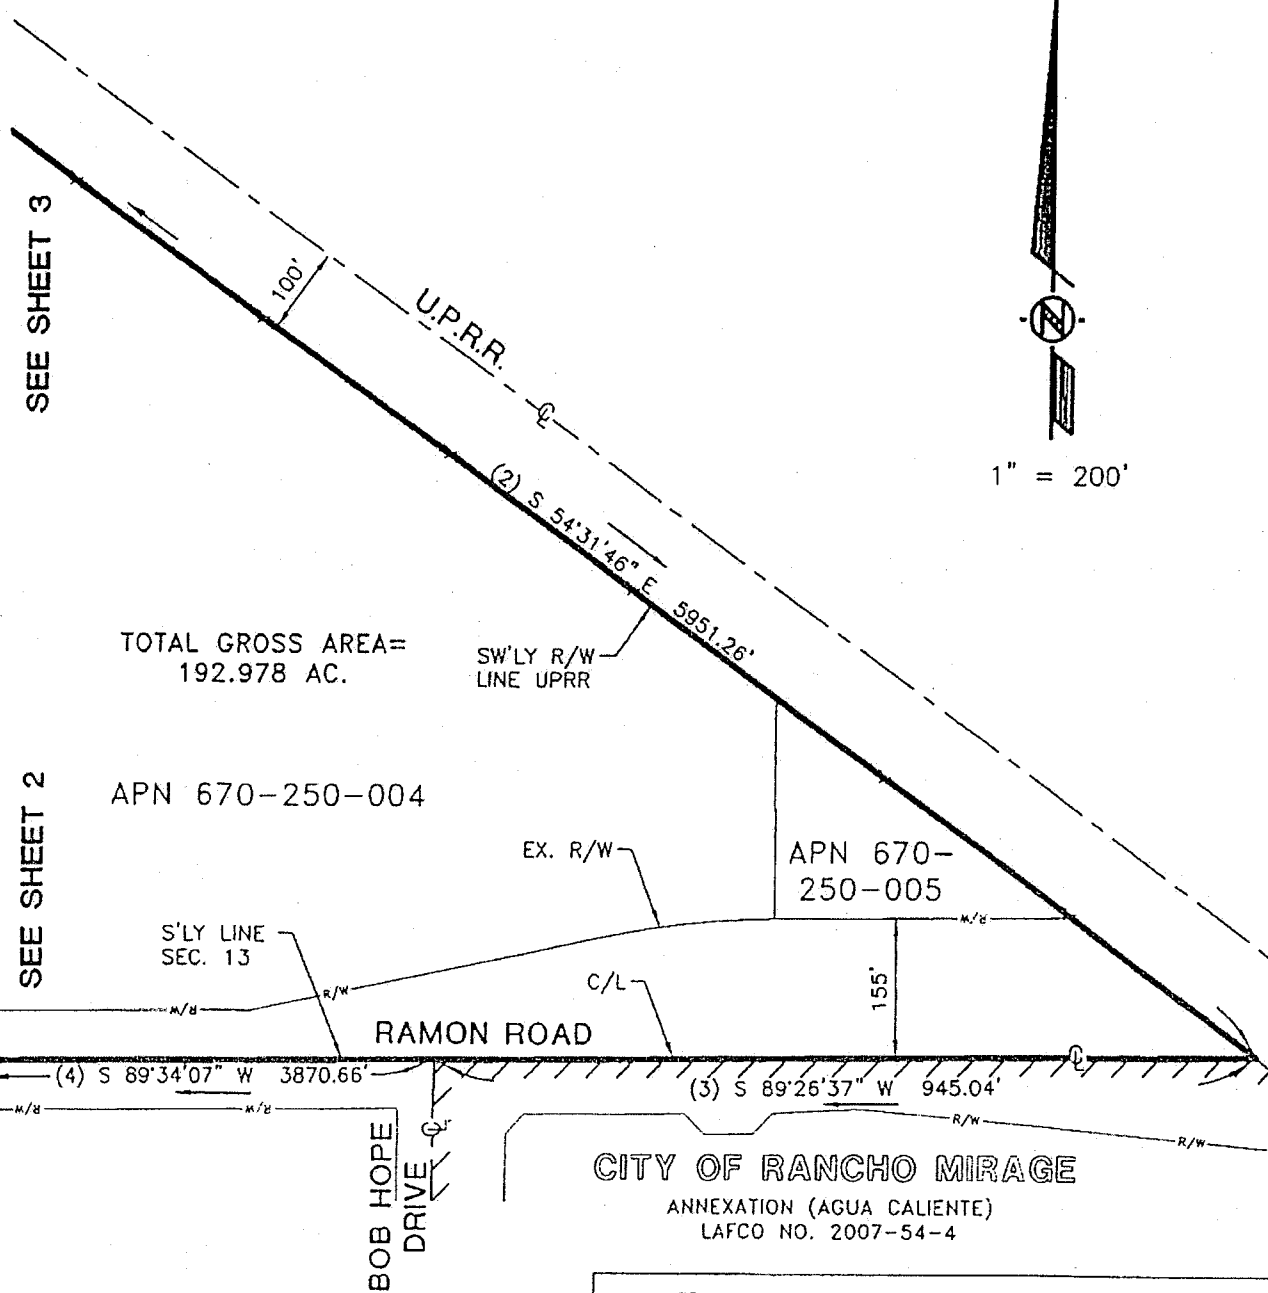 SEE SHEET 3
100'
U.P.R.R.
N
1" = 200'
(2) S 54°31'46" E 5951.26'
TOTAL GROSS AREA=
192.978 AC.
SW'LY R/W
LINE UPRR
SEE SHEET 2
APN 670-250-004
EX. R/W
APN 670-
250-005
R/W
S'LY LINE
SEC. 13
R/W
R/W
C/L
155'
RAMON ROAD
(4) S 89°34'07" W 3870.66'
(3) S 89°26'37" W 945.04'
R/W
R/W
R/W
R/W
BOB HOPE
DRIVE
CITY OF RANCHO MIRAGE
ANNEXATION (AGUA CALIENTE)
LAFCO NO. 2007-54-4